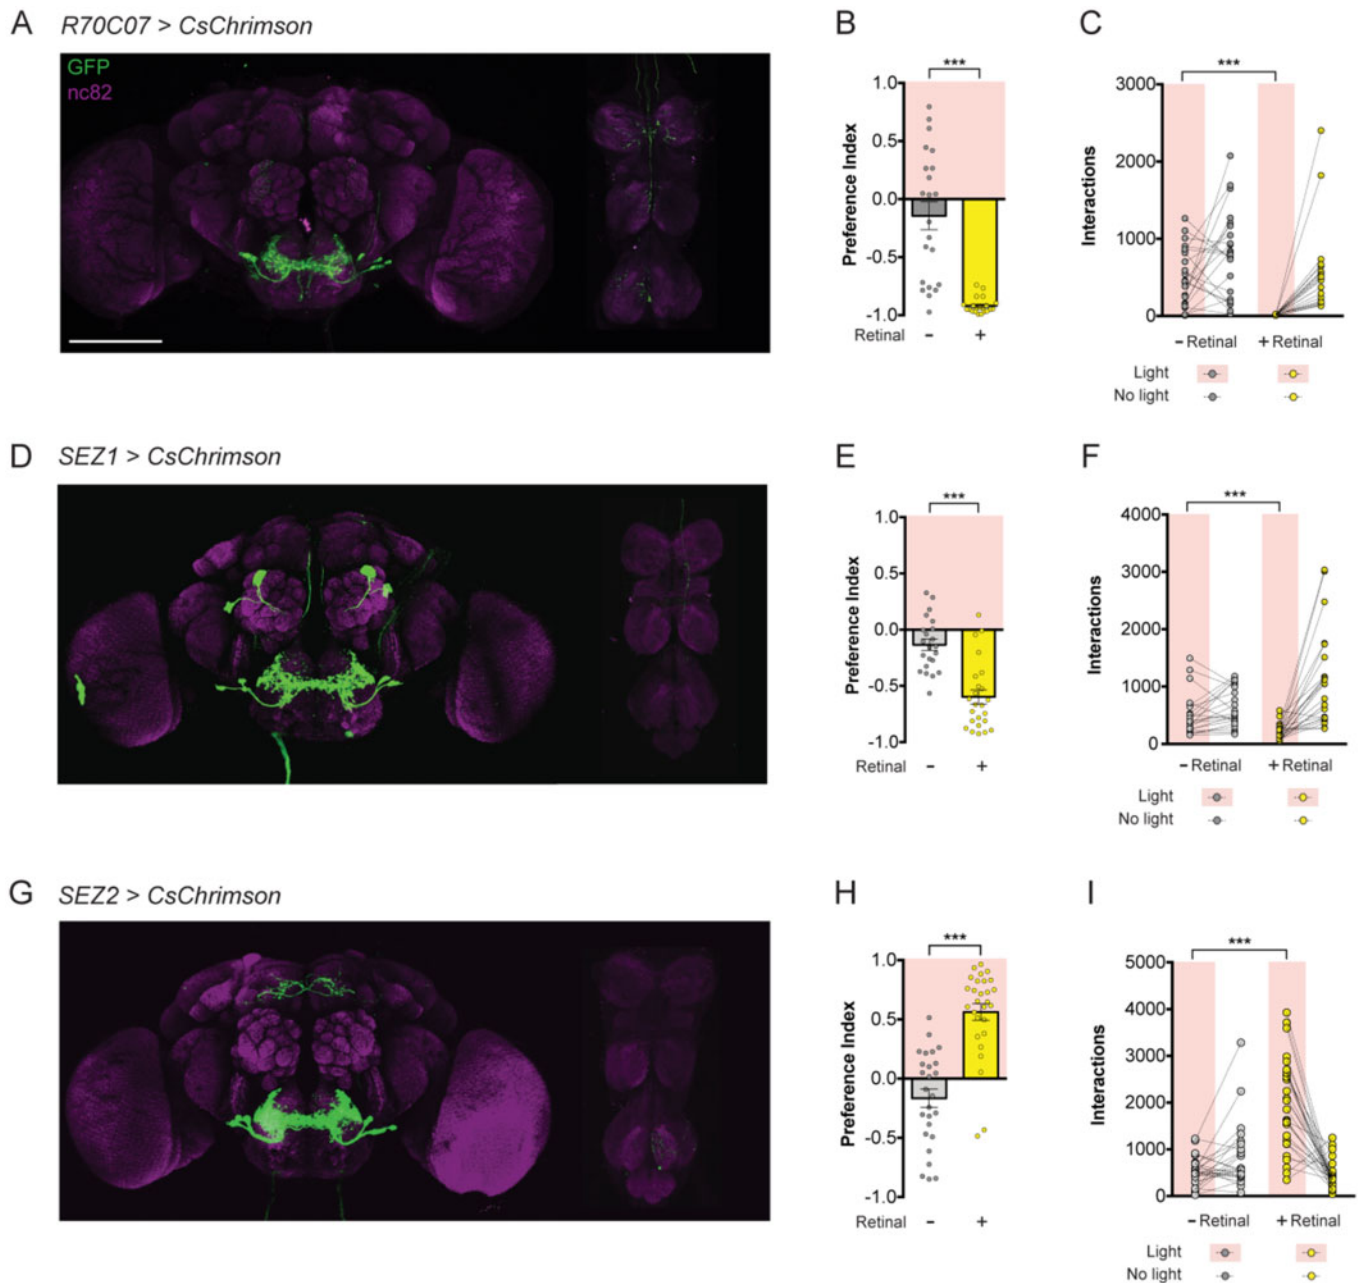 A R70C07 > CsChrimson
GFP
nc82
B
***
1.0
0.5
0.0
-0.5
-1.0
Preference Index
Retinal - +
C
***
3000
2000
1000
0
Interactions
- Retinal + Retinal
Light
No light
D SEZ1 > CsChrimson
E
***
1.0
0.5
0.0
-0.5
-1.0
Preference Index
Retinal - +
F
***
4000
3000
2000
1000
0
Interactions
- Retinal + Retinal
Light
No light
G SEZ2 > CsChrimson
H
***
1.0
0.5
0.0
-0.5
-1.0
Preference Index
Retinal - +
I
***
5000
4000
3000
2000
1000
0
Interactions
- Retinal + Retinal
Light
No light